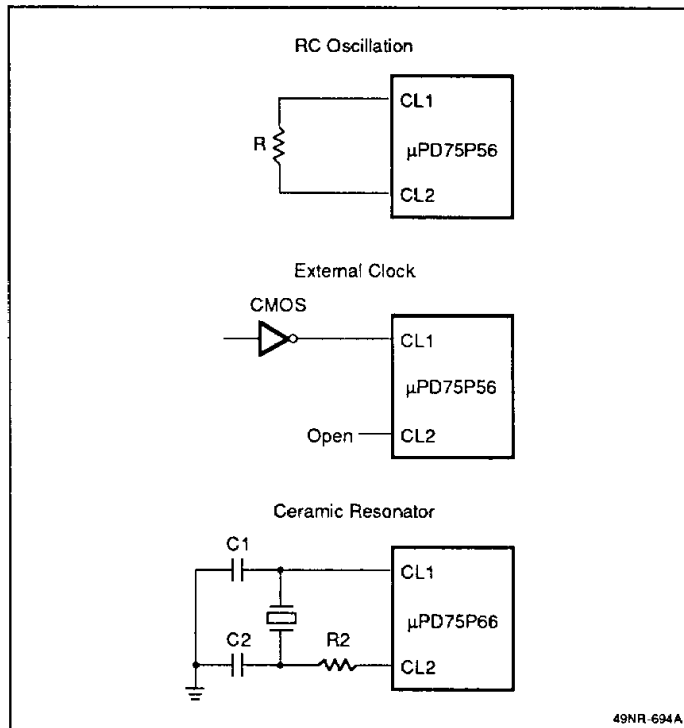 RC Oscillation
CL1
R
µPD75P56
CL2
External Clock
CMOS
CL1
µPD75P56
Open
CL2
Ceramic Resonator
C1
CL1
µPD75P66
C2
R2
CL2
49NR-694A